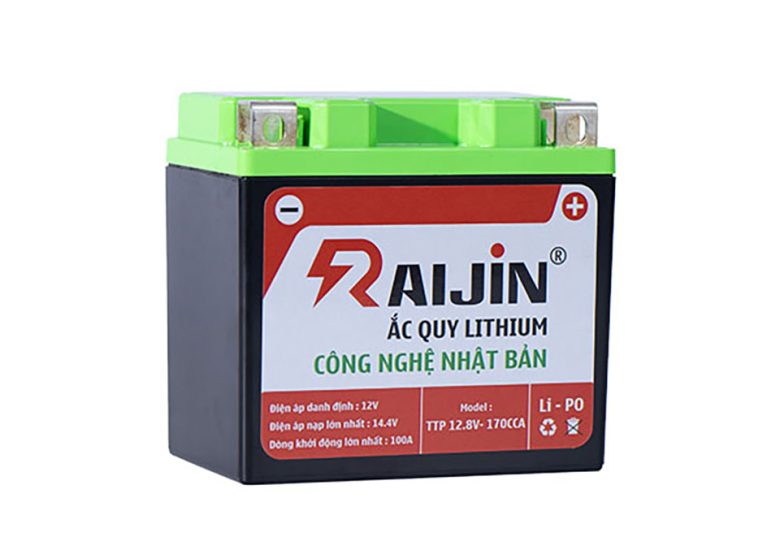 RAIJIN®
ẮC QUY LITHIUM
CÔNG NGHỆ NHẬT BẢN
Điện áp danh định : 12V
Điện áp nạp lớn nhất : 14.4V
Dòng khởi động lớn nhất : 100A
Model :
TTP 12.8V- 170CCA
Li - PO